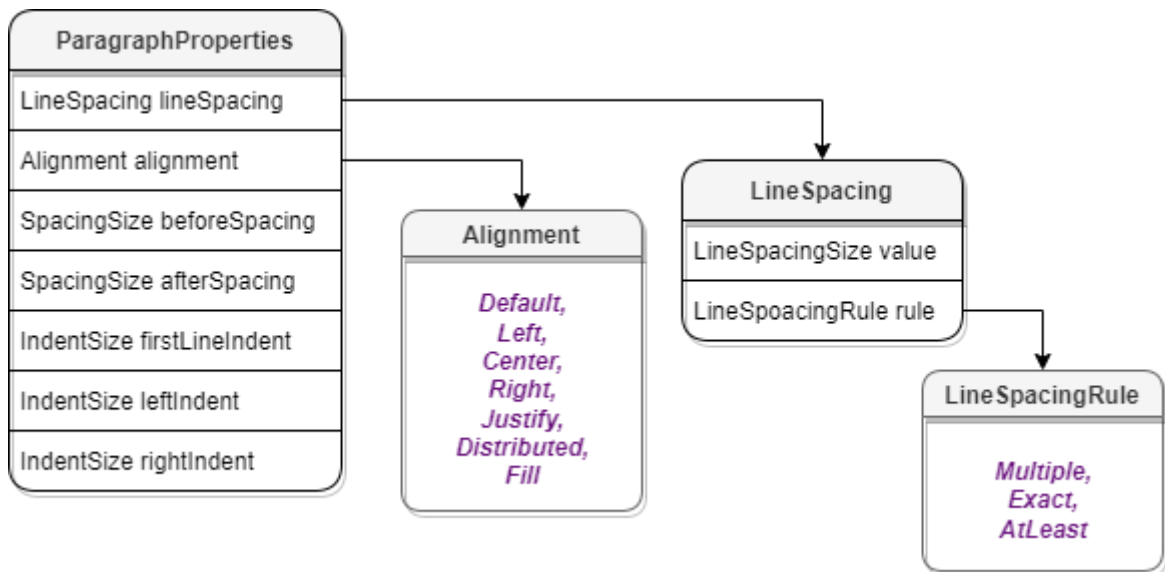 ParagraphProperties
LineSpacing lineSpacing
Alignment alignment
SpacingSize beforeSpacing
SpacingSize afterSpacing
IndentSize firstLineIndent
IndentSize leftIndent
IndentSize rightIndent
Alignment
Default,
Left,
Center,
Right,
Justify,
Distributed,
Fill
LineSpacing
LineSpacingSize value
LineSpoacingRule rule
LineSpacingRule
Multiple,
Exact,
AtLeast